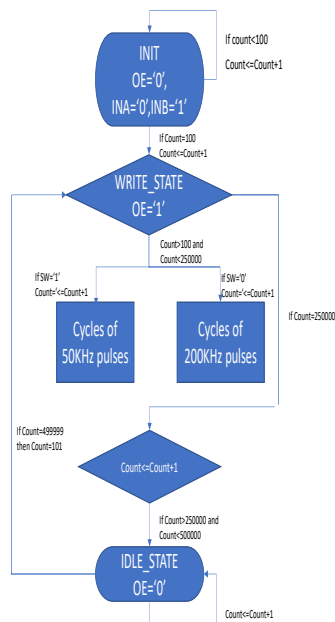 If count<100
Count<=Count+1
INIT
OE=‘0’,
INA=‘0’,INB=‘1’
If Count=100
Count<=Count+1
WRITE_STATE
OE=‘1’
Count>100 and
Count<250000
If SW=‘1’
Count=‘<=Count+1
If SW=‘0’
Count=‘<=Count+1
Cycles of
50KHz pulses
Cycles of
200KHz pulses
If Count=250000
If Count=499999
then Count=101
Count<=Count+1
If Count>250000 and
Count<500000
IDLE_STATE
OE=‘0’
Count<=Count+1